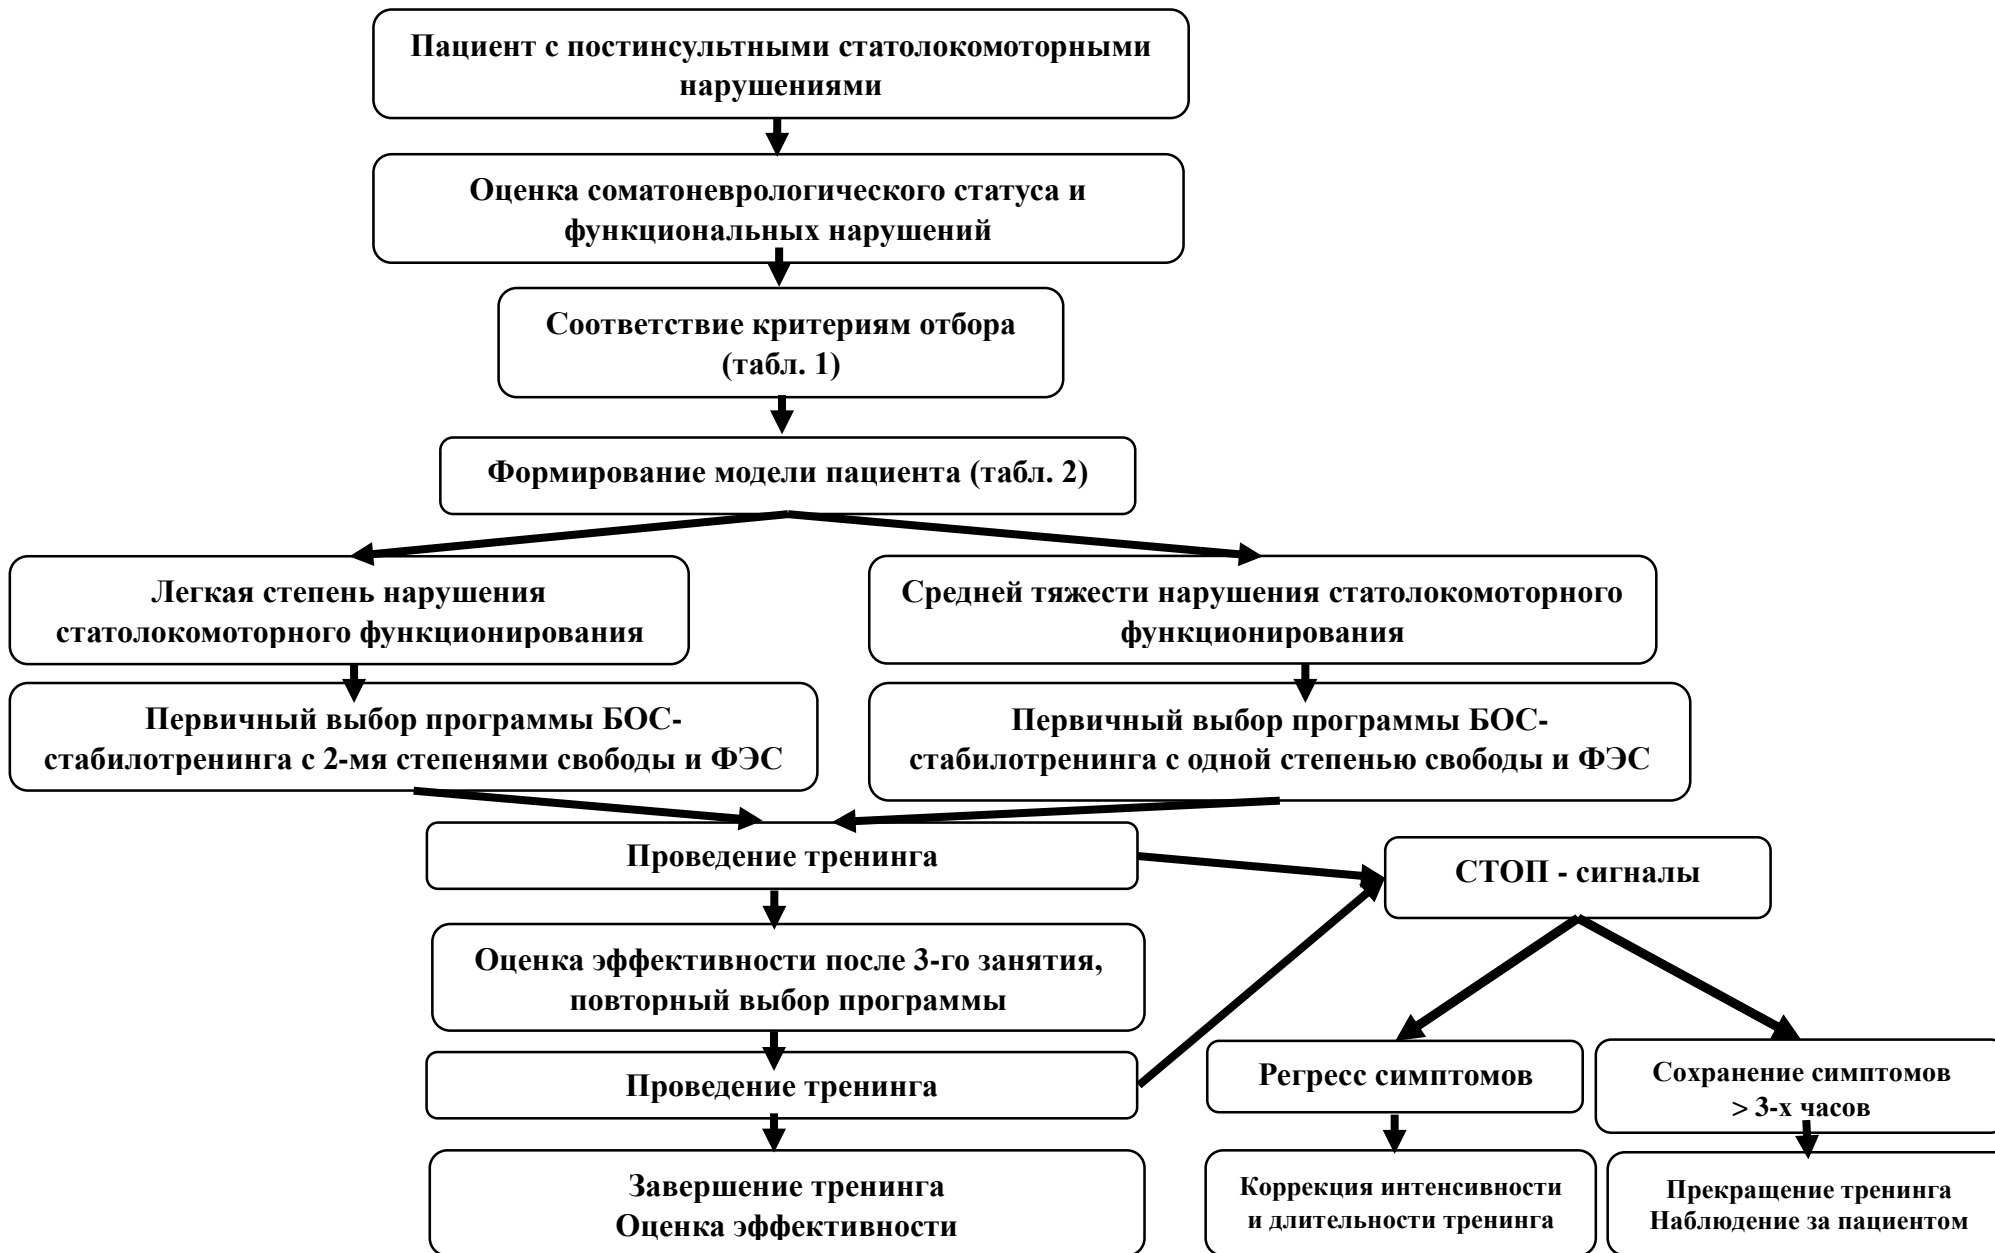 Пациент с постинсультными статолокомоторными
нарушениями
Оценка соматоневрологического статуса и
функциональных нарушений
Соответствие критериям отбора
(табл. 1)
Формирование модели пациента (табл. 2)
Легкая степень нарушения
статолокомоторного функционирования
Средней тяжести нарушения статолокомоторного
функционирования
Первичный выбор программы БОС-
стабилотренинга с 2-мя степенями свободы и ФЭС
Первичный выбор программы БОС-
стабилотренинга с одной степенью свободы и ФЭС
Проведение тренинга
СТОП - сигналы
Оценка эффективности после 3-го занятия,
повторный выбор программы
Проведение тренинга
Регресс симптомов
Сохранение симптомов
> 3-х часов
Завершение тренинга
Оценка эффективности
Коррекция интенсивности
и длительности тренинга
Прекращение тренинга
Наблюдение за пациентом